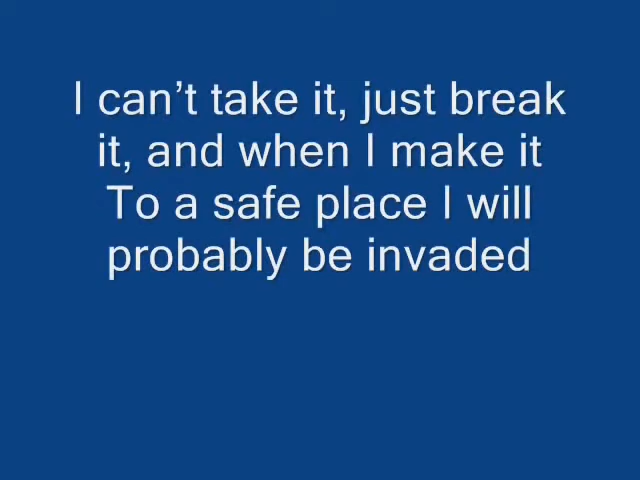 I can’t take it, just break
it, and when I make it
To a safe place I will
probably be invaded